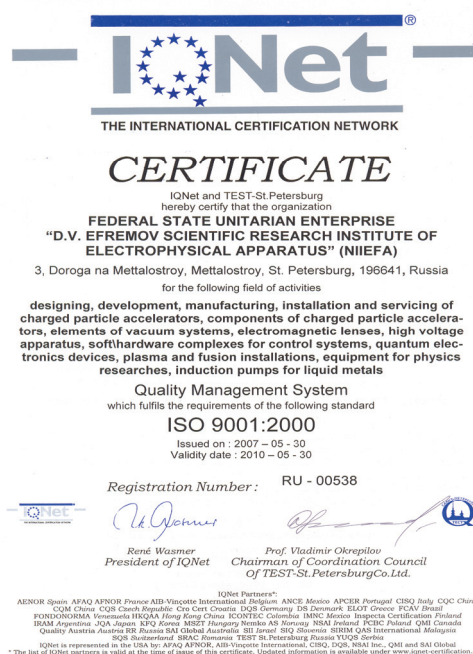 IQNet®
THE INTERNATIONAL CERTIFICATION NETWORK
CERTIFICATE
IQNet and TEST-St.Petersburg
hereby certify that the organization
FEDERAL STATE UNITARIAN ENTERPRISE
“D.V. EFREMOV SCIENTIFIC RESEARCH INSTITUTE OF
ELECTROPHYSICAL APPARATUS” (NIIEFA)
3, Doroga na Mettalostroy, Mettalostroy, St. Petersburg, 196641, Russia
for the following field of activities
designing, development, manufacturing, installation and servicing of
charged particle accelerators, components of charged particle accelera-
tors, elements of vacuum systems, electromagnetic lenses, high voltage
apparatus, soft\hardware complexes for control systems, quantum elec-
tronics devices, plasma and fusion installations, equipment for physics
researches, induction pumps for liquid metals
Quality Management System
which fulfils the requirements of the following standard
ISO 9001:2000
Issued on : 2007 – 05 - 30
Validity date : 2010 – 05 - 30
Registration Number : RU - 00538
IQNet
René Wasmer
President of IQNet
Prof. Vladimir Okrepilov
Chairman of Coordination Council
Of TEST-St.PetersburgCo.Ltd.
IQNet Partners*:
AENOR Spain AFAQ AFNOR France AIB-Vinçotte International Belgium ANCE Mexico APCER Portugal CISQ Italy CQC Chin
CQM China CQS Czech Republic Cro Cert Croatia DQS Germany DS Denmark ELOT Greece FCAV Brazil
FONDONORMA Venezuela HKQAA Hong Kong China ICONTEC Colombia IMNC Mexico Inspecta Certification Finland
IRAM Argentina JQA Japan KFQ Korea MSZT Hungary Nemko AS Norway NSAI Ireland PCBC Poland QMI Canada
Quality Austria Austria RR Russia SAI Global Australia SII Israel SIQ Slovenia SIRIM QAS International Malaysia
SQS Switzerland SRAC Romania TEST St.Petersburg Russia YUQS Serbia
IQNet is represented in the USA by: AFAQ AFNOR, AIB-Vinçotte International, CISQ, DQS, NSAI Inc., QMI and SAI Global
* The list of IQNet partners is valid at the time of issue of this certificate. Updated information is available under www.iqnet-certification